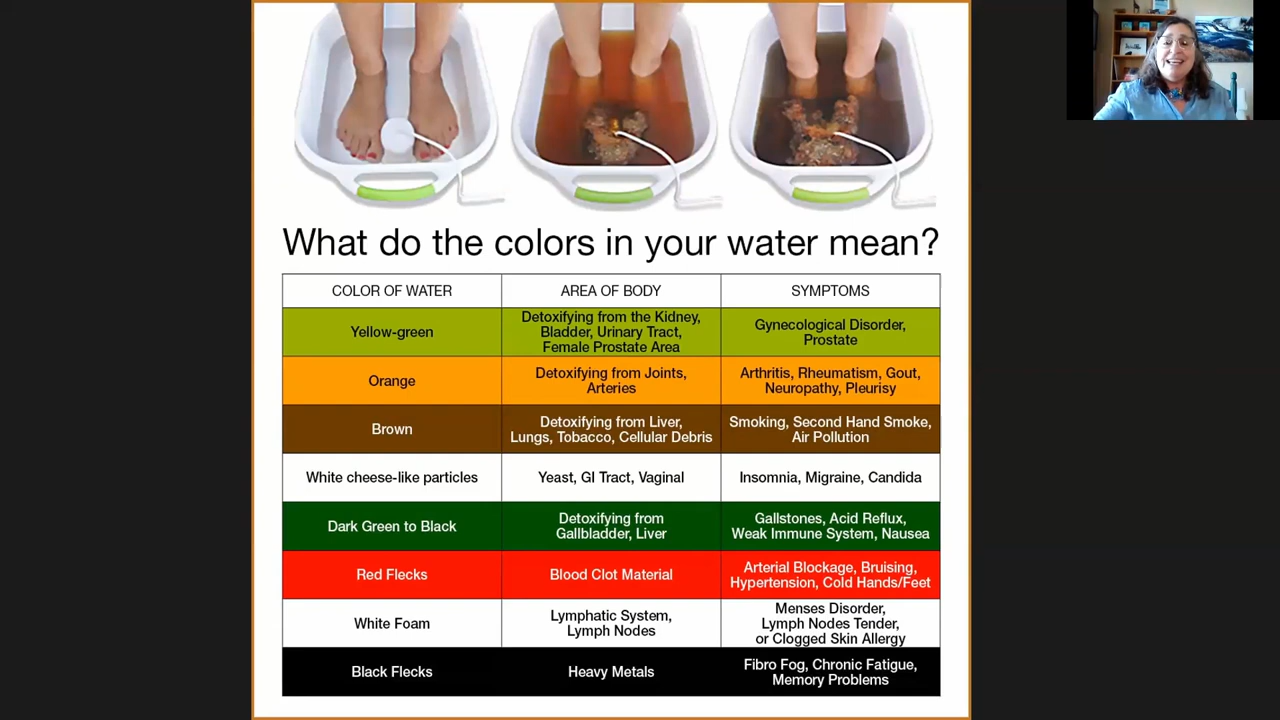 What do the colors in your water mean?
COLOR OF WATER
AREA OF BODY
SYMPTOMS
Yellow-green
Detoxifying from the Kidney,
Bladder, Urinary Tract,
Female Prostate Area
Gynecological Disorder,
Prostate
Orange
Detoxifying from Joints,
Arteries
Arthritis, Rheumatism, Gout,
Neuropathy, Pleurisy
Brown
Detoxifying from Liver,
Lungs, Tobacco, Cellular Debris
Smoking, Second Hand Smoke,
Air Pollution
White cheese-like particles
Yeast, GI Tract, Vaginal
Insomnia, Migraine, Candida
Dark Green to Black
Detoxifying from
Gallbladder, Liver
Gallstones, Acid Reflux,
Weak Immune System, Nausea
Red Flecks
Blood Clot Material
Arterial Blockage, Bruising,
Hypertension, Cold Hands/Feet
White Foam
Lymphatic System,
Lymph Nodes
Menses Disorder,
Lymph Nodes Tender,
or Clogged Skin Allergy
Black Flecks
Heavy Metals
Fibro Fog, Chronic Fatigue,
Memory Problems